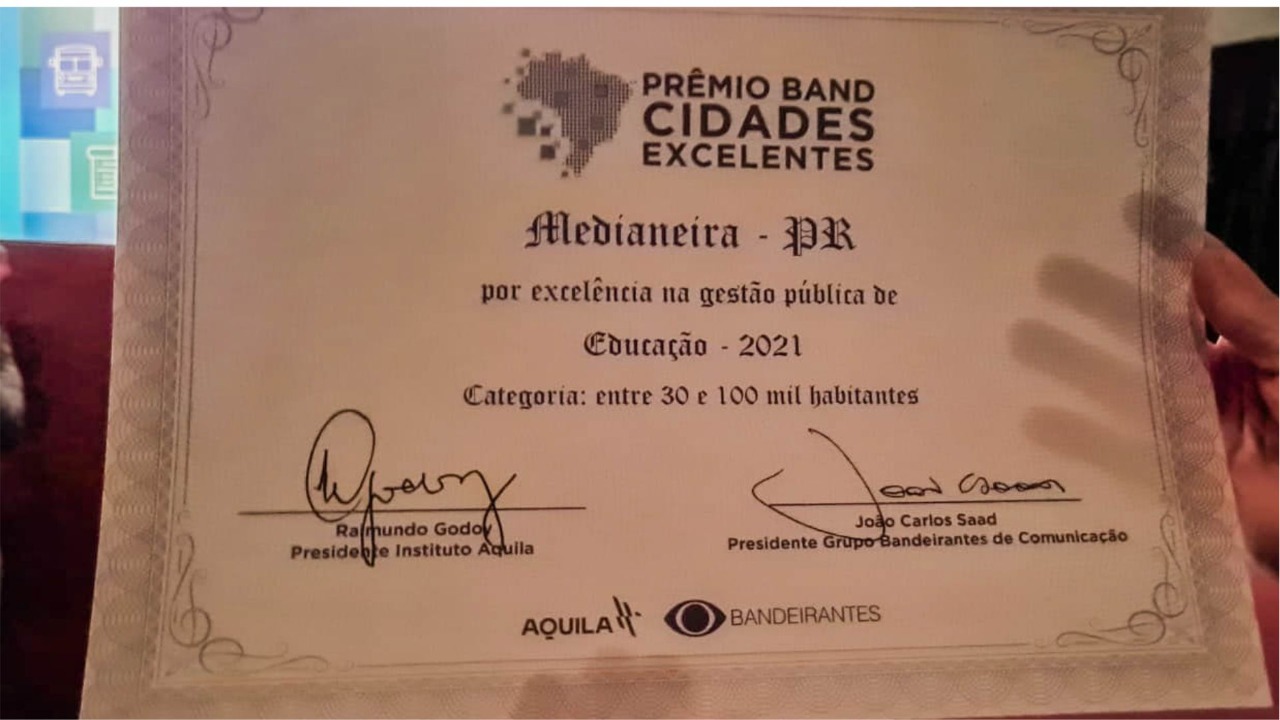 PRÊMIO BAND
CIDADES
EXCELENTES
Medianeira - PR
por excelência na gestão pública de
Educação - 2021
Categoria: entre 30 e 100 mil habitantes
Raimundo Godoy
Presidente Instituto Aquila
João Carlos Saad
Presidente Grupo Bandeirantes de Comunicação
AQUILA
BANDEIRANTES